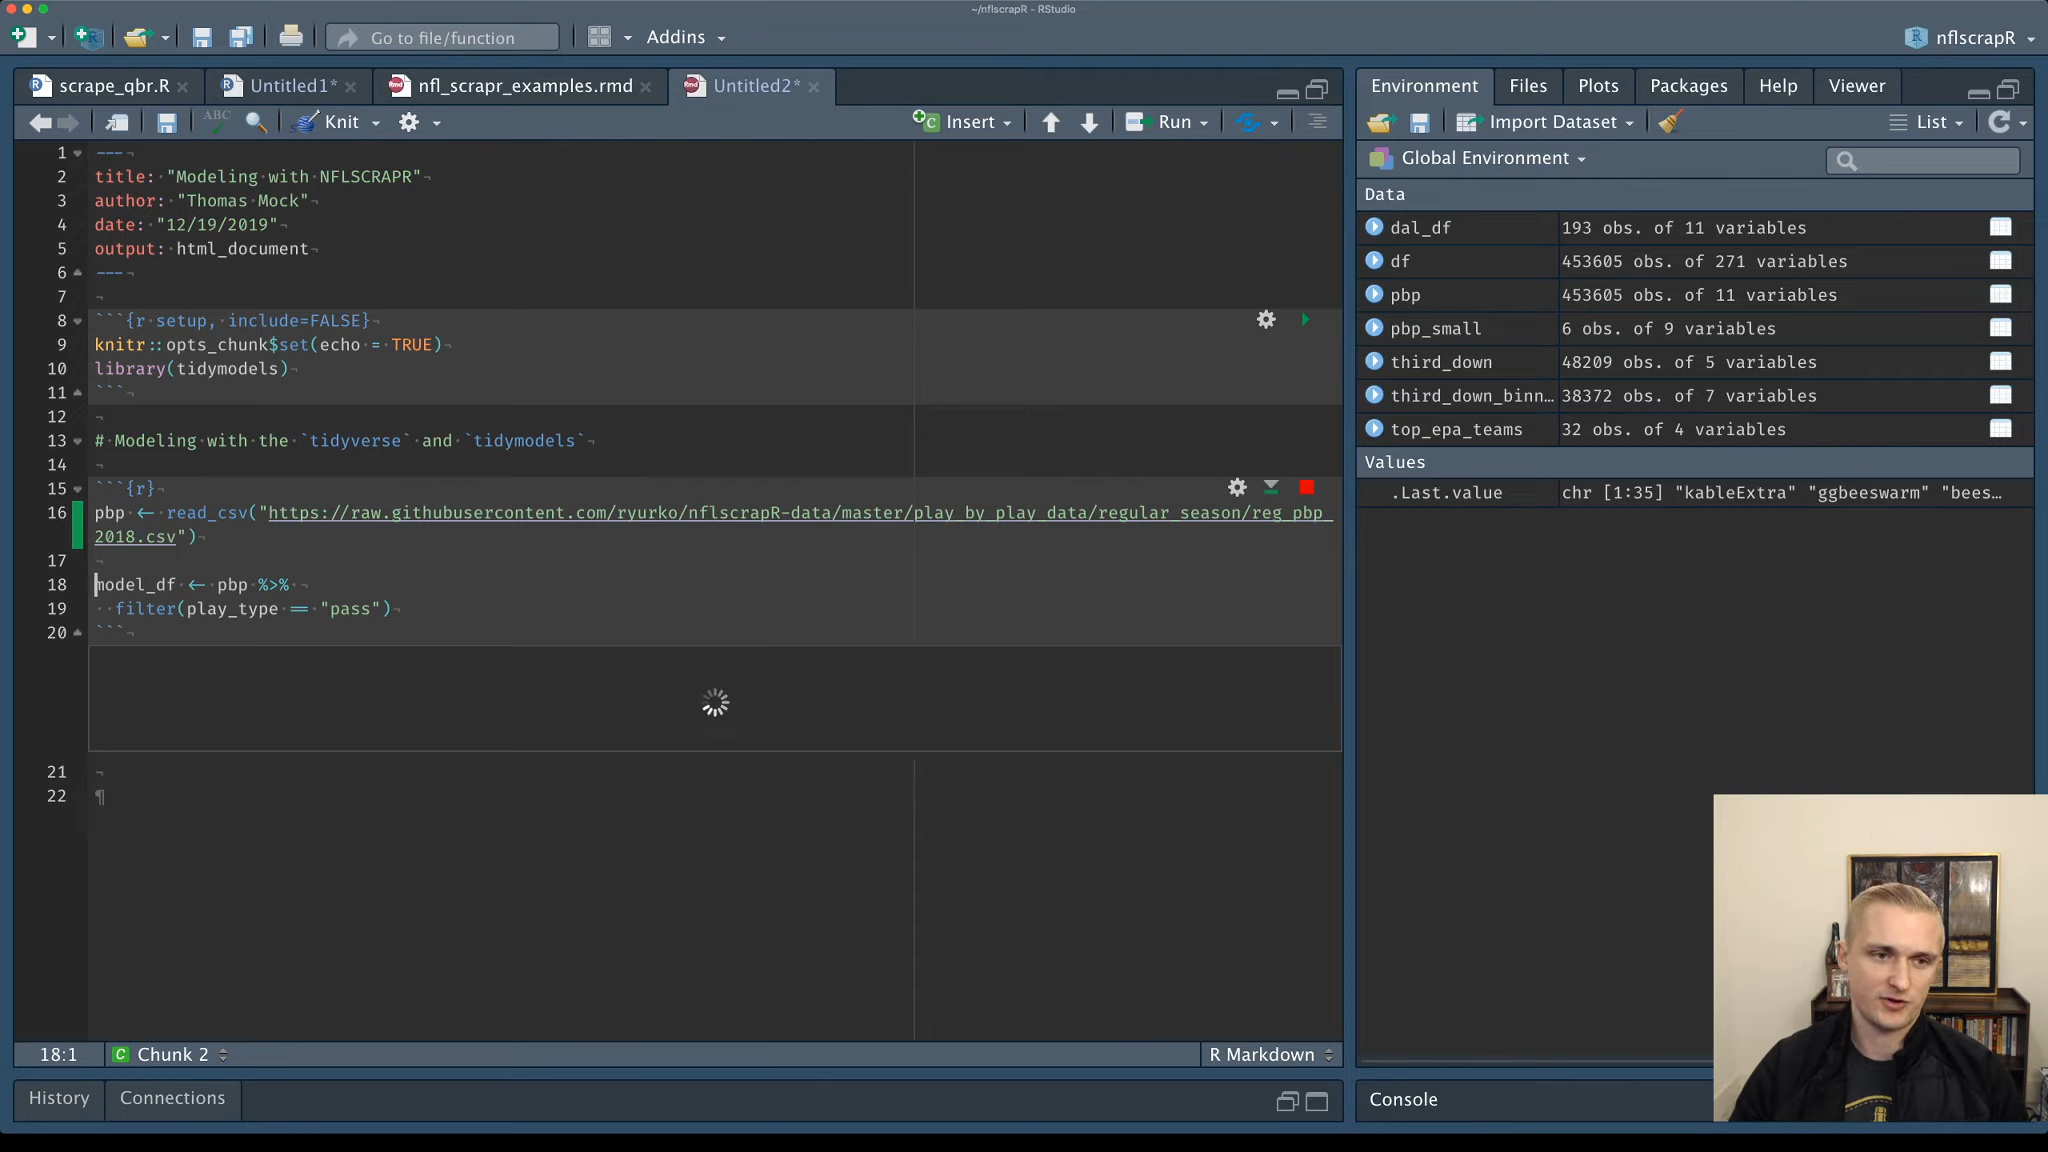 ~/nflscrapR - RStudio
Go to file/function
Addins
nflscrapR
scrape_qbr.R
Untitled1*
nfl_scrapr_examples.rmd
Untitled2*
ABC
Knit
Insert
Run
1 ---
2 title: "Modeling with NFLSCRAPR"
3 author: "Thomas Mock"
4 date: "12/19/2019"
5 output: html_document
6 ---
7
8 ```{r setup, include=FALSE}
9 knitr::opts_chunk$set(echo = TRUE)
10 library(tidymodels)
11 ```
12
13 # Modeling with the `tidyverse` and `tidymodels`
14
15 ```{r}
16 pbp <- read_csv("https://raw.githubusercontent.com/ryurko/nflscrapR-data/master/play_by_play_data/regular_season/reg_pbp_
2018.csv")
17
18 model_df <- pbp %>%
19 filter(play_type == "pass")
20 ```
21
22
18:1
Chunk 2
R Markdown
History
Connections
Environment
Files
Plots
Packages
Help
Viewer
Import Dataset
List
Global Environment
Data
dal_df 193 obs. of 11 variables
df 453605 obs. of 271 variables
pbp 453605 obs. of 11 variables
pbp_small 6 obs. of 9 variables
third_down 48209 obs. of 5 variables
third_down_binn… 38372 obs. of 7 variables
top_epa_teams 32 obs. of 4 variables
Values
.Last.value chr [1:35] "kableExtra" "ggbeeswarm" "bees…
Console